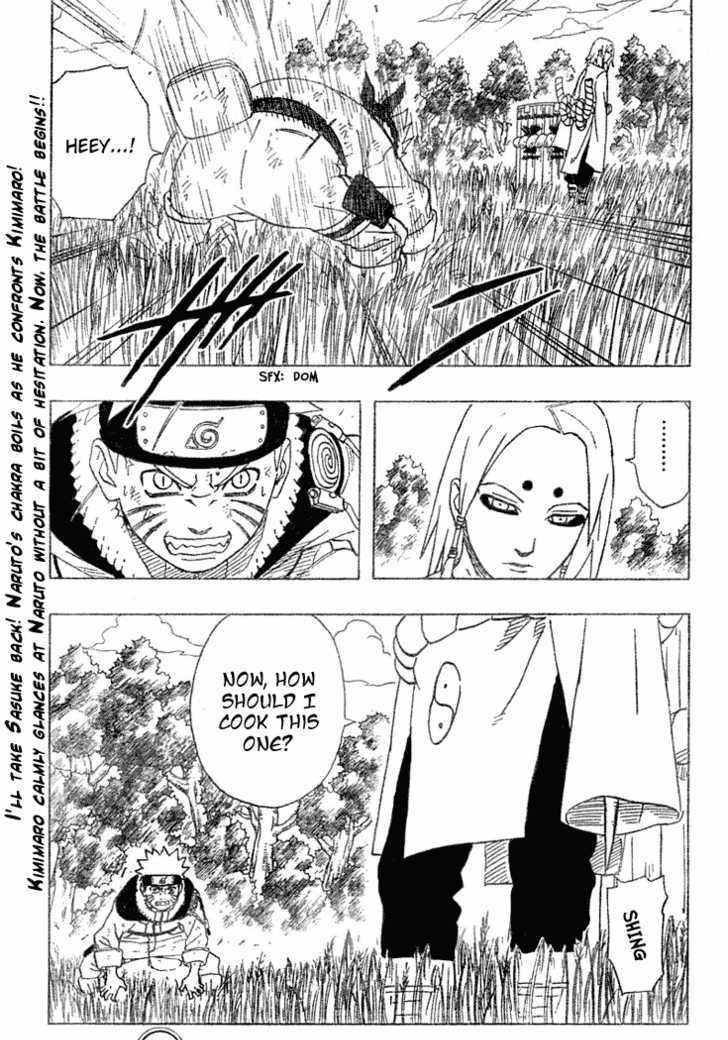 I'll take Sasuke back! Naruto's chakra boils as he confronts Kimimaro!
Kimimaro calmly glances at Naruto without a bit of hesitation. Now, the battle begins!!
HEEY...!
SFX: DOM
.........
NOW, HOW
SHOULD I
COOK THIS
ONE?
SHING